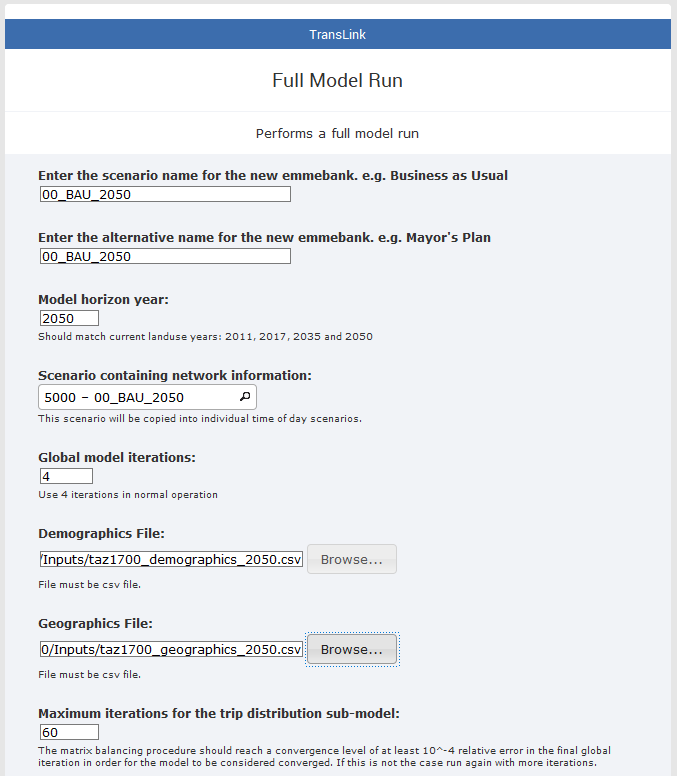 TransLink
Full Model Run
Performs a full model run
Enter the scenario name for the new emmebank. e.g. Business as Usual
00_BAU_2050
Enter the alternative name for the new emmebank. e.g. Mayor's Plan
00_BAU_2050
Model horizon year:
2050
Should match current landuse years: 2011, 2017, 2035 and 2050
Scenario containing network information:
5000 – 00_BAU_2050
This scenario will be copied into individual time of day scenarios.
Global model iterations:
4
Use 4 iterations in normal operation
Demographics File:
/Inputs/taz1700_demographics_2050.csv Browse...
File must be csv file.
Geographics File:
0/Inputs/taz1700_geographics_2050.csv Browse...
File must be csv file.
Maximum iterations for the trip distribution sub-model:
60
The matrix balancing procedure should reach a convergence level of at least 10^-4 relative error in the final global
iteration in order for the model to be considered converged. If this is not the case run again with more iterations.